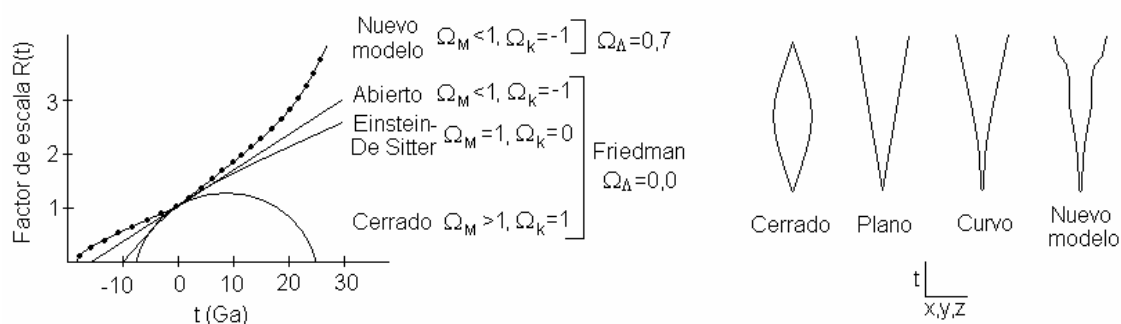 Factor de escala R(t)
3
2
1
-10 0 10 20 30
t (Ga)
Nuevo modelo Ω_M<1, Ω_k=-1 Ω_Λ=0,7
Abierto Ω_M<1, Ω_k=-1
Einstein-
De Sitter Ω_M=1, Ω_k=0
Cerrado Ω_M>1, Ω_k=1
Friedman
Ω_Λ=0,0
Cerrado
Plano
Curvo
Nuevo
modelo
t
x,y,z